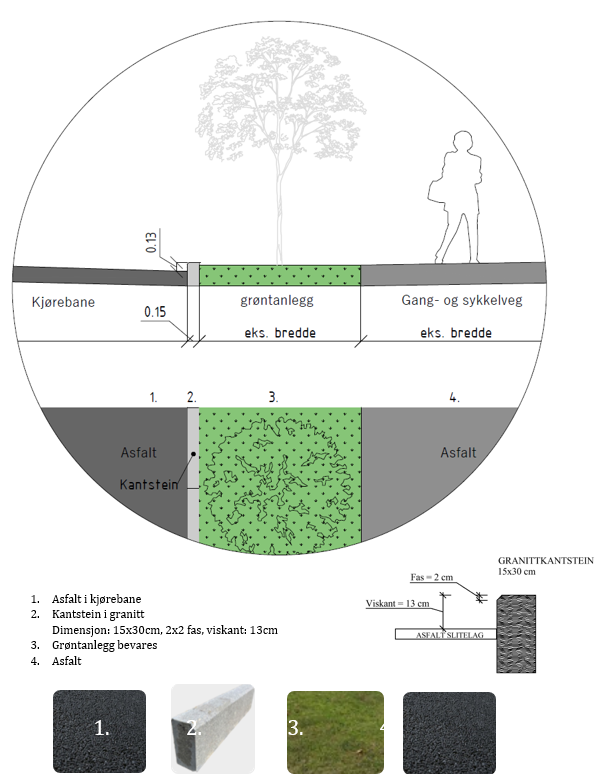 0.13
Kjørebane
grøntanlegg
Gang- og sykkelveg
0.15
eks. bredde
eks. bredde
1.
2.
3.
4.
Asfalt
Asfalt
Kantstein
GRANITTKANTSTEIN
15x30 cm
Fas = 2 cm
Viskant = 13 cm
ASFALT SLITELAG
1. Asfalt i kjørebane
2. Kantstein i granitt
Dimensjon: 15x30cm, 2x2 fas, viskant: 13cm
3. Grøntanlegg bevares
4. Asfalt
1.
2.
3.